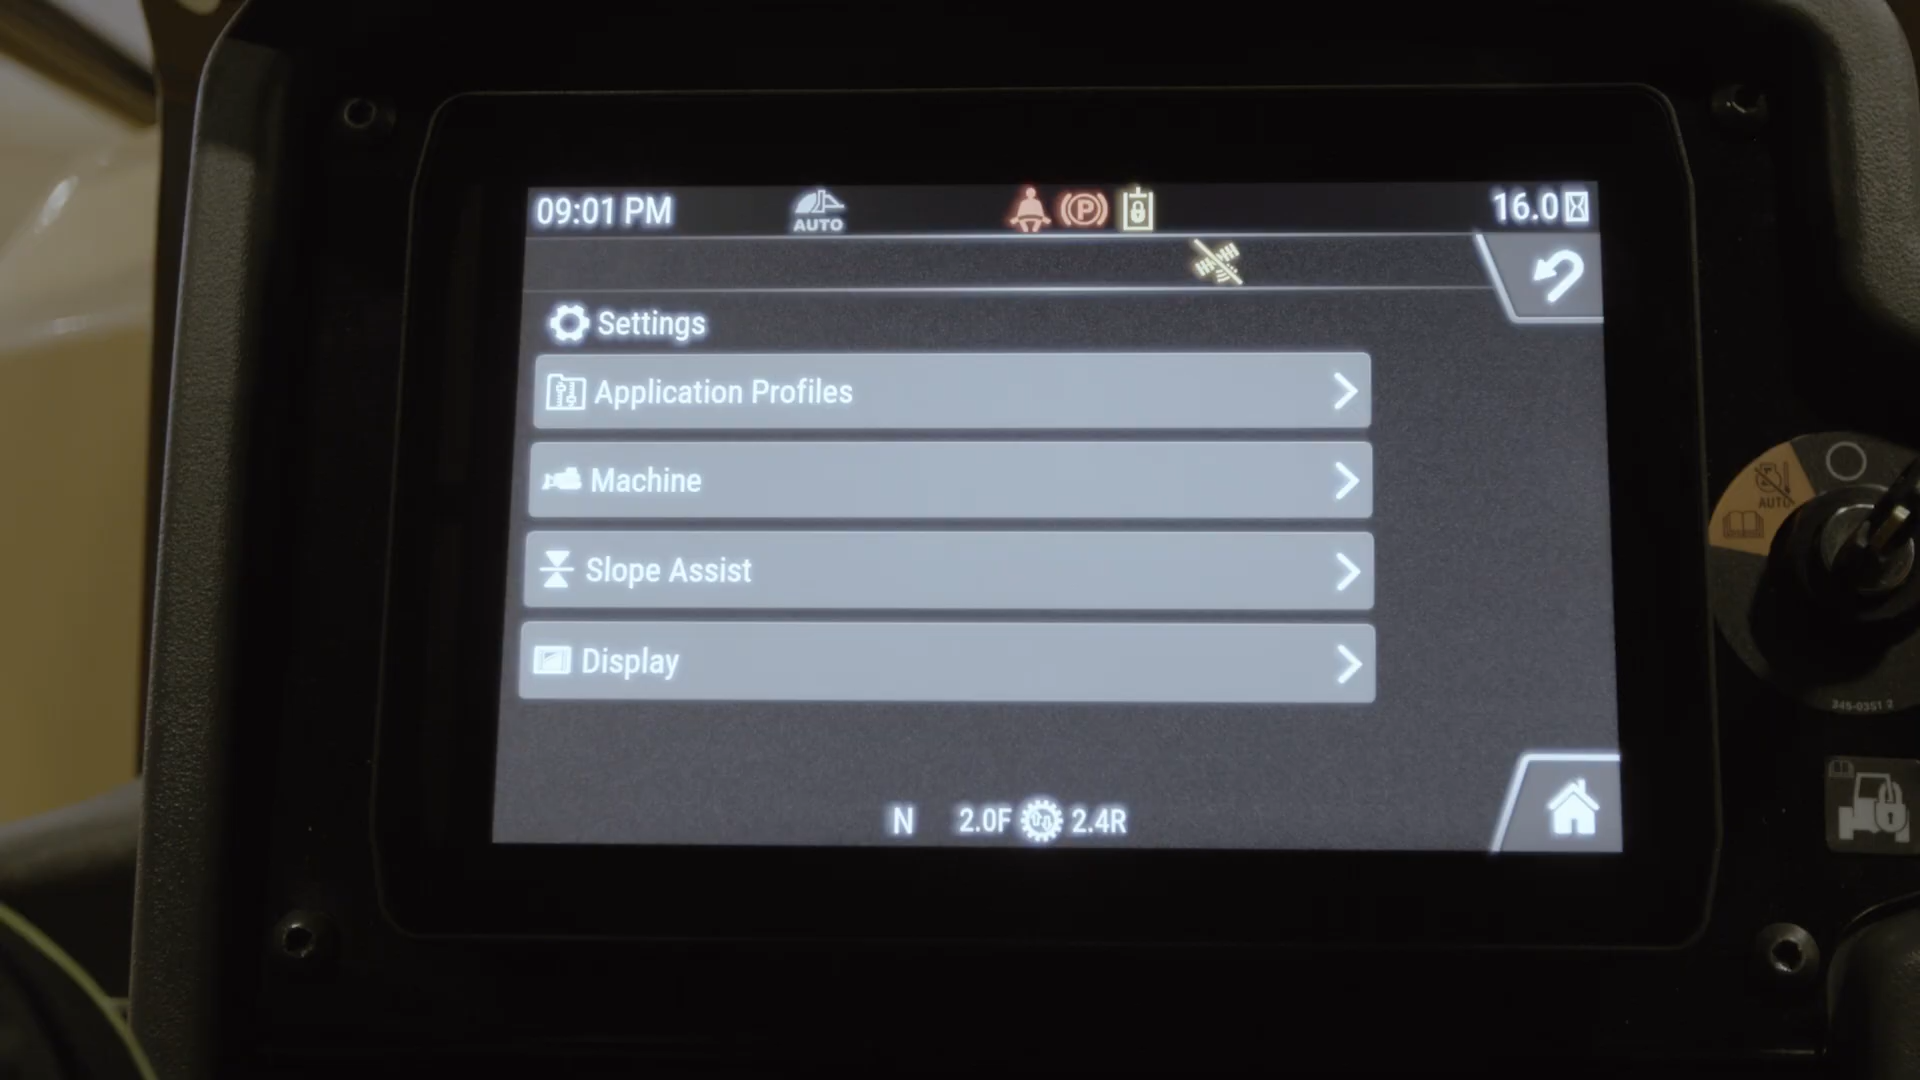 09:01 PM
AUTO
P
16.0
Settings
Application Profiles
Machine
Slope Assist
Display
N 2.0F 2.4R
AUTO